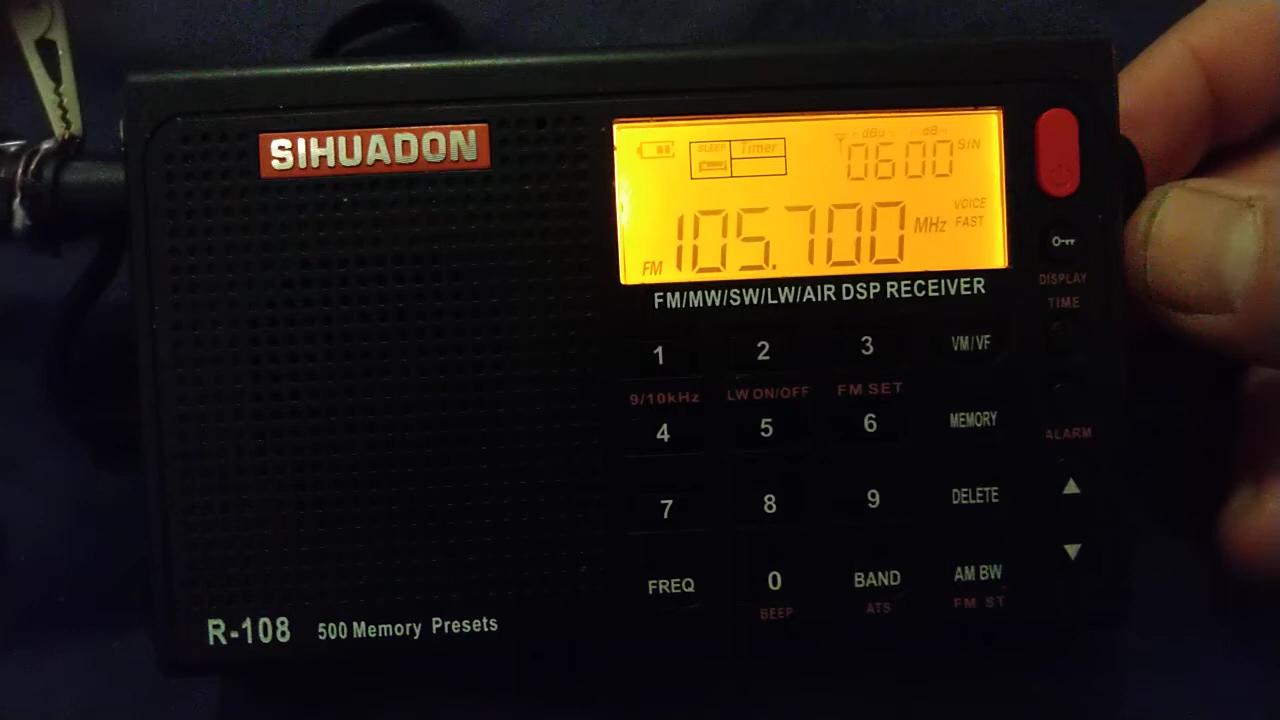 SIHUADON
SLEEP Timer dBu dB
0600 S/N
VOICE
FAST
FM 105.700 MHz
FM/MW/SW/LW/AIR DSP RECEIVER
DISPLAY
TIME
1 2 3 VM/VF
9/10kHz LW ON/OFF FM SET
4 5 6 MEMORY
ALARM
7 8 9 DELETE
FREQ 0 BAND AM BW
BEEP ATS FM ST
R-108 500 Memory Presets